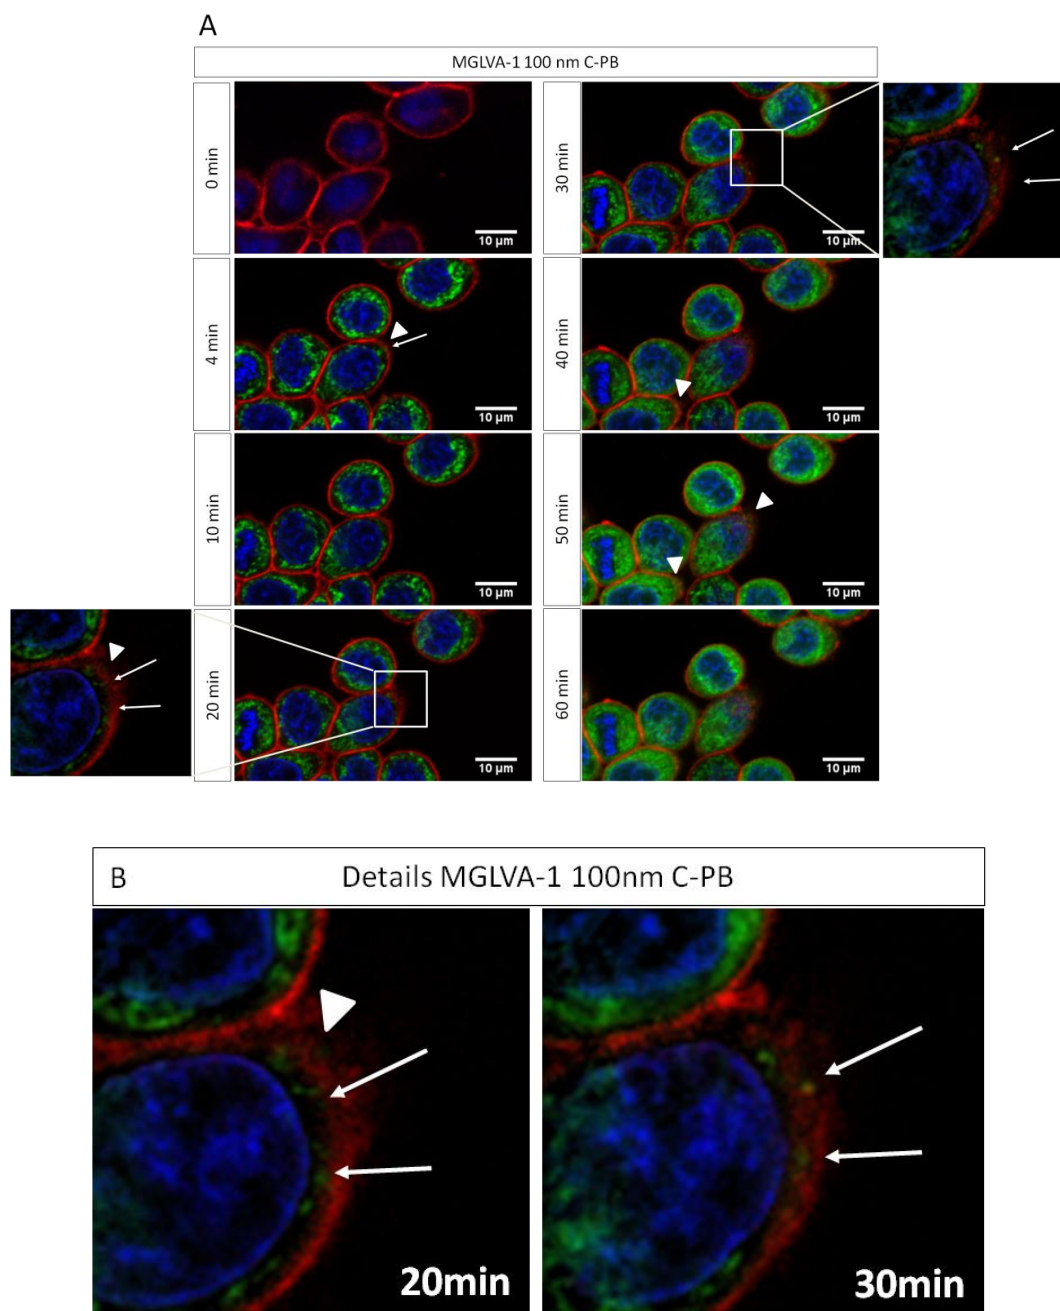 A
MGLVA-1 100 nm C-PB
0 min
10 µm
30 min
10 µm
4 min
10 µm
40 min
10 µm
10 min
10 µm
50 min
10 µm
20 min
10 µm
60 min
10 µm
B
Details MGLVA-1 100nm C-PB
20min
30min